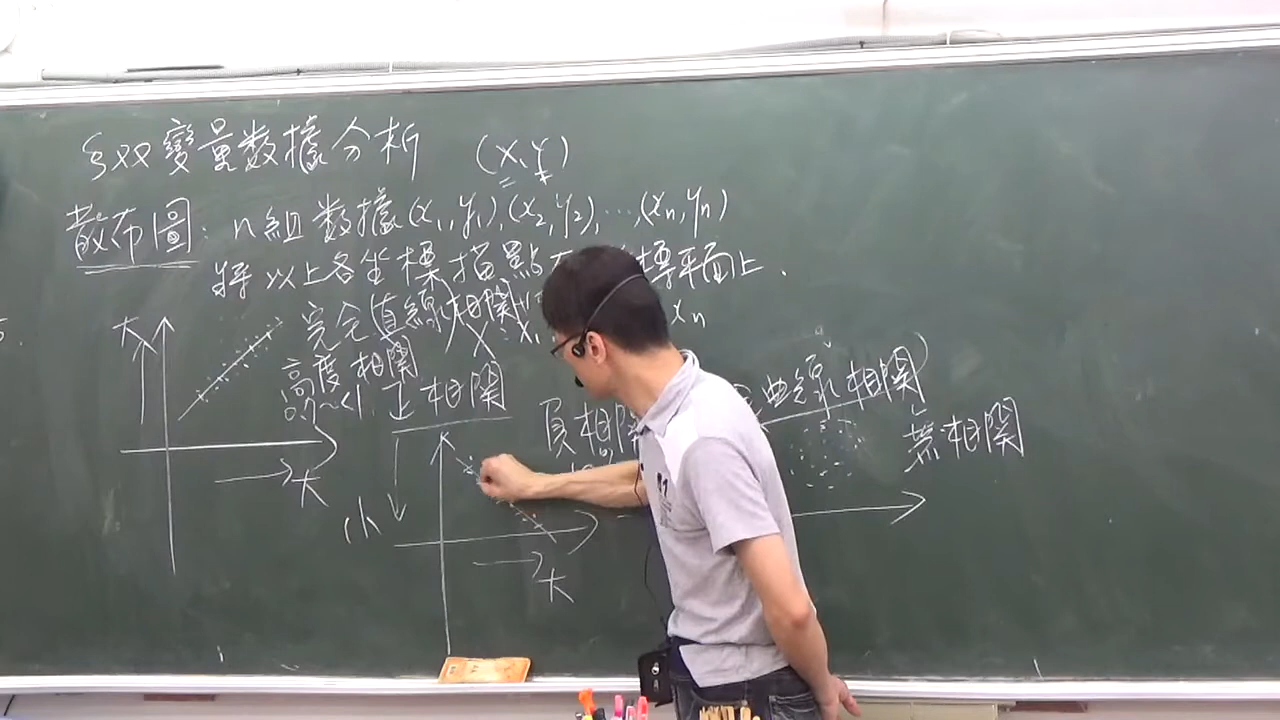 §双變量數據分析 (x, y)
散布圖: n組數據(x₁,y₁),(x₂,y₂),…,(xₙ,yₙ)
將以上各坐標描點 標平面上.
完全(直線)相關
xₙ
大
高度相關
正相關
負相關
曲線相關)
無相關
大
小
大